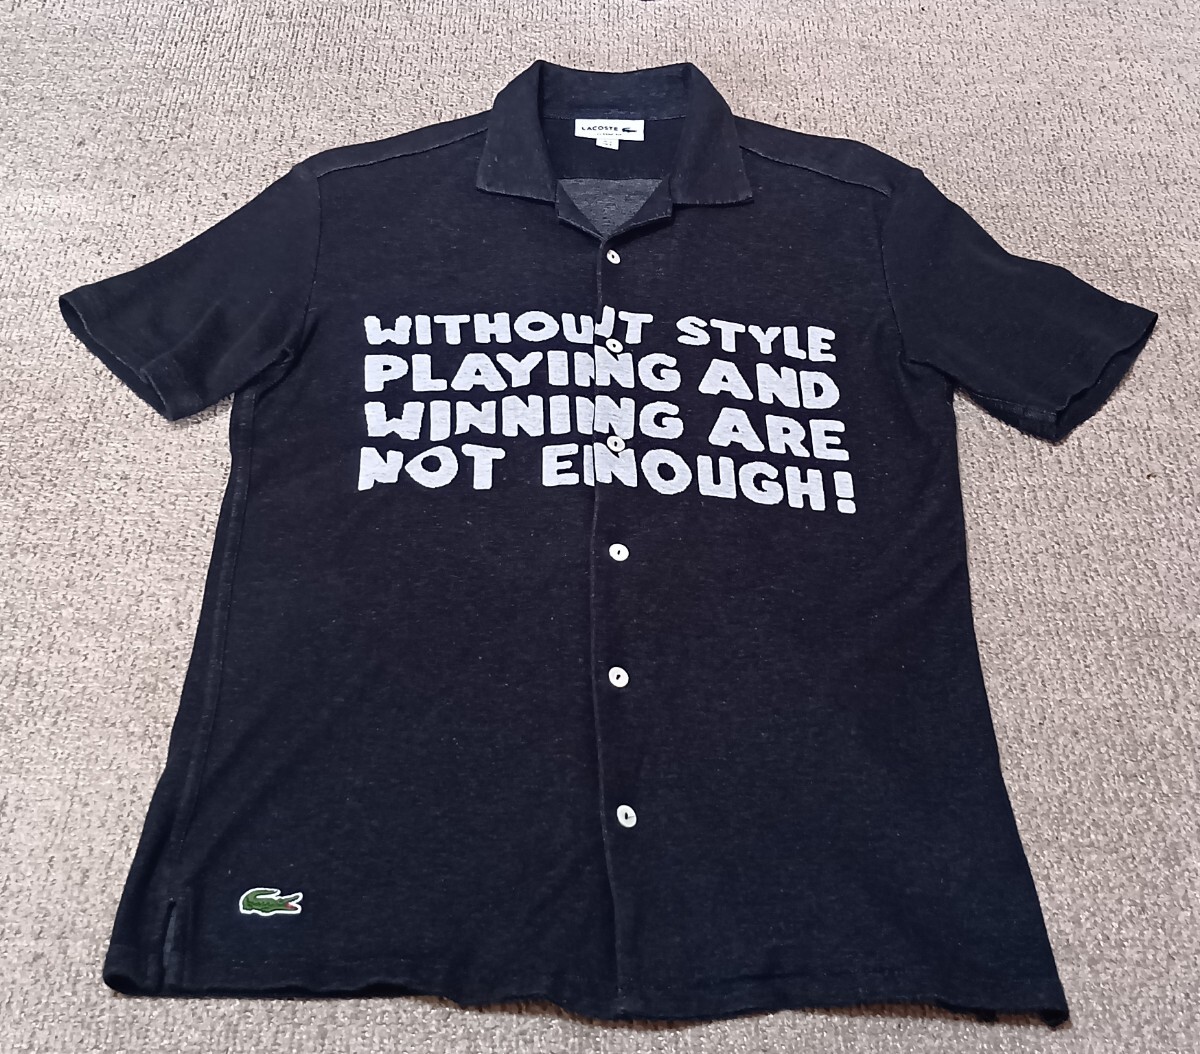 LACOSTE
WITHOUT STYLE
PLAYING AND
WINNING ARE
NOT ENOUGH!